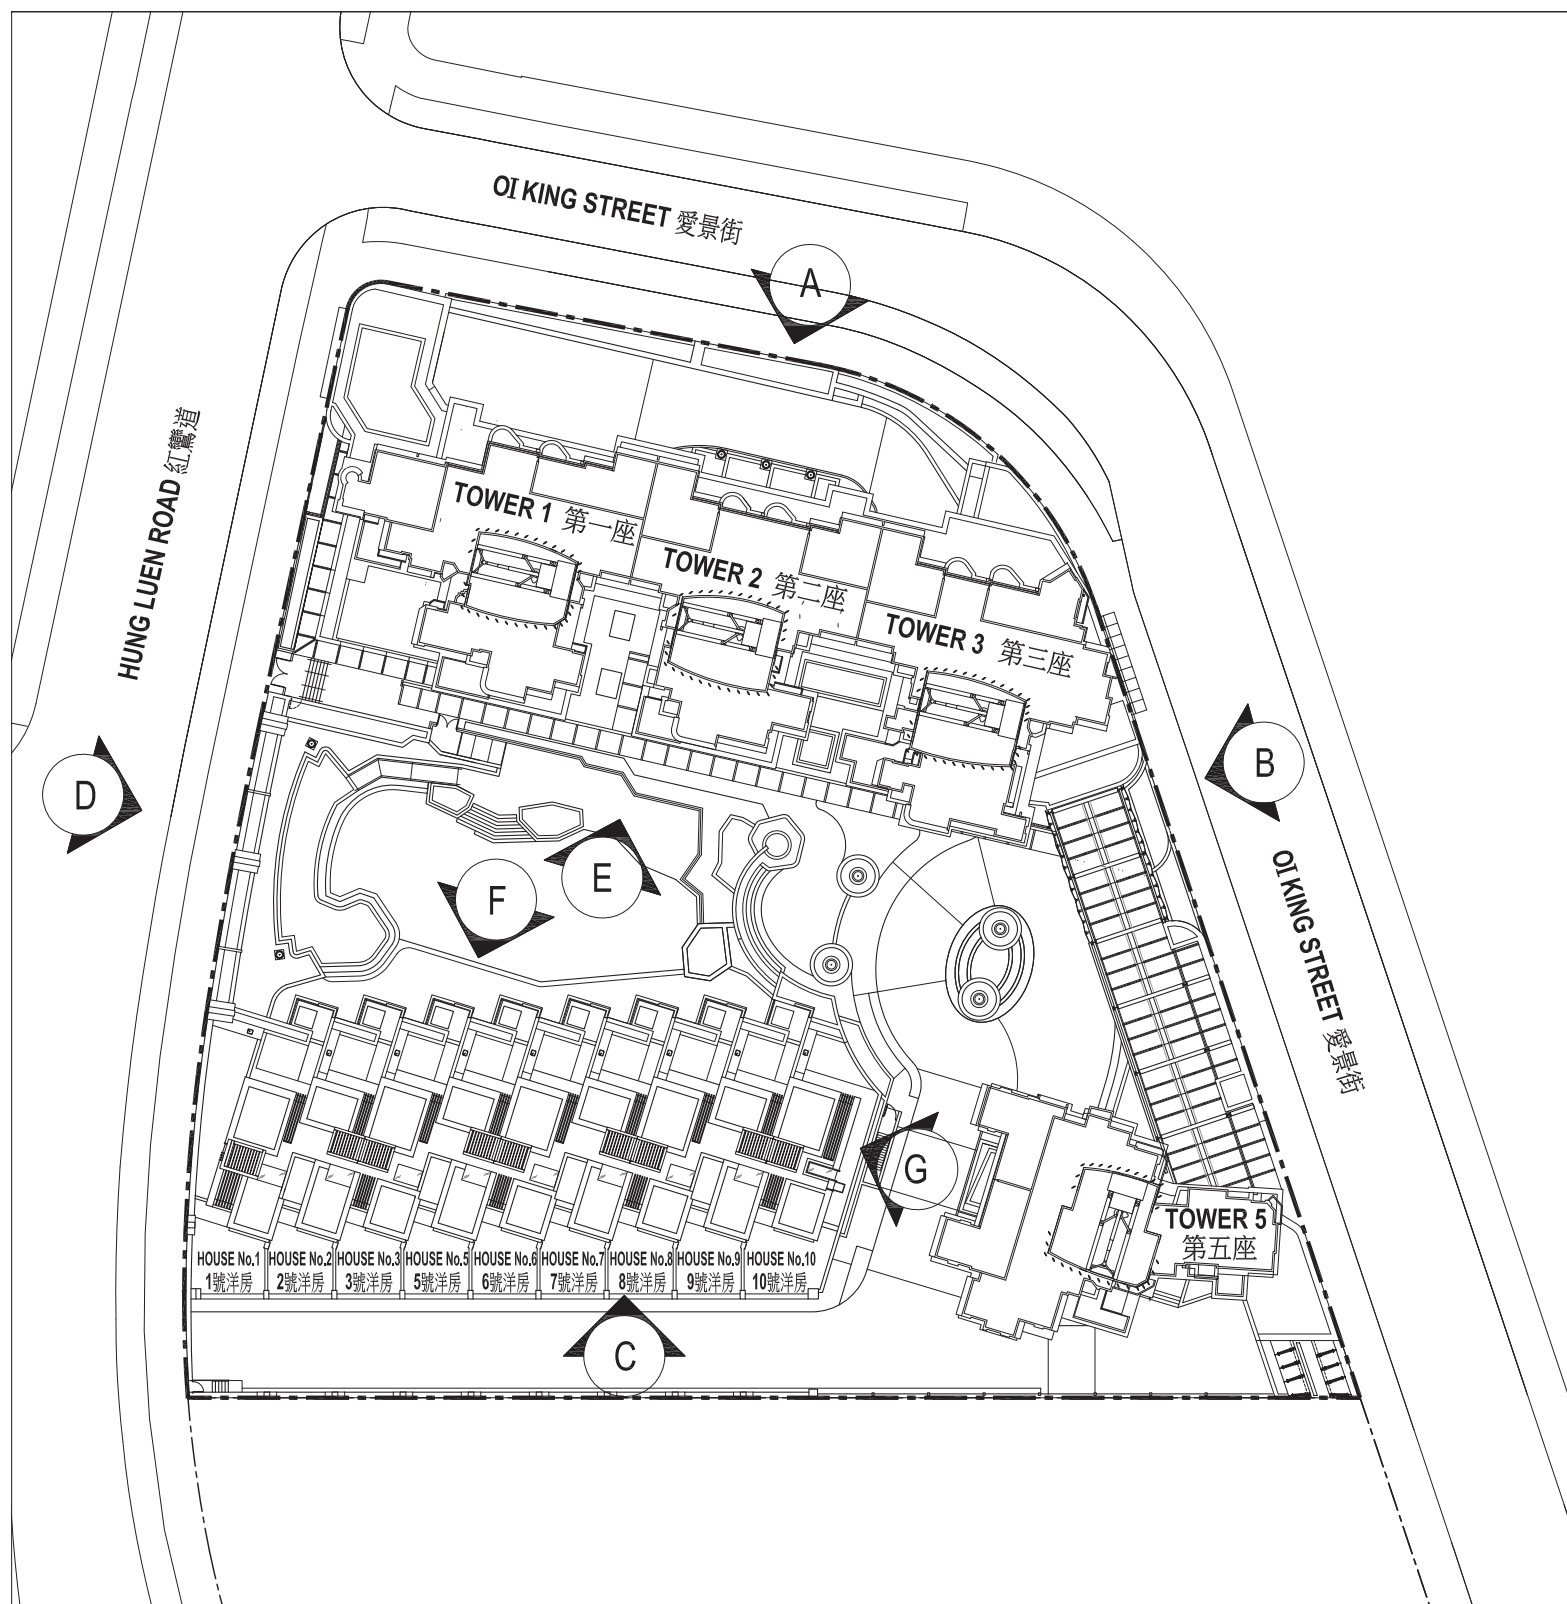 OI KING STREET 愛景街
A
HUNG LUEN ROAD 紅鸞道
TOWER 1 第一座
TOWER 2 第二座
TOWER 3 第三座
D
B
E
F
OI KING STREET 愛景街
G
TOWER 5
第五座
HOUSE No.1
1號洋房
HOUSE No.2
2號洋房
HOUSE No.3
3號洋房
HOUSE No.5
5號洋房
HOUSE No.6
6號洋房
HOUSE No.7
7號洋房
HOUSE No.8
8號洋房
HOUSE No.9
9號洋房
HOUSE No.10
10號洋房
C